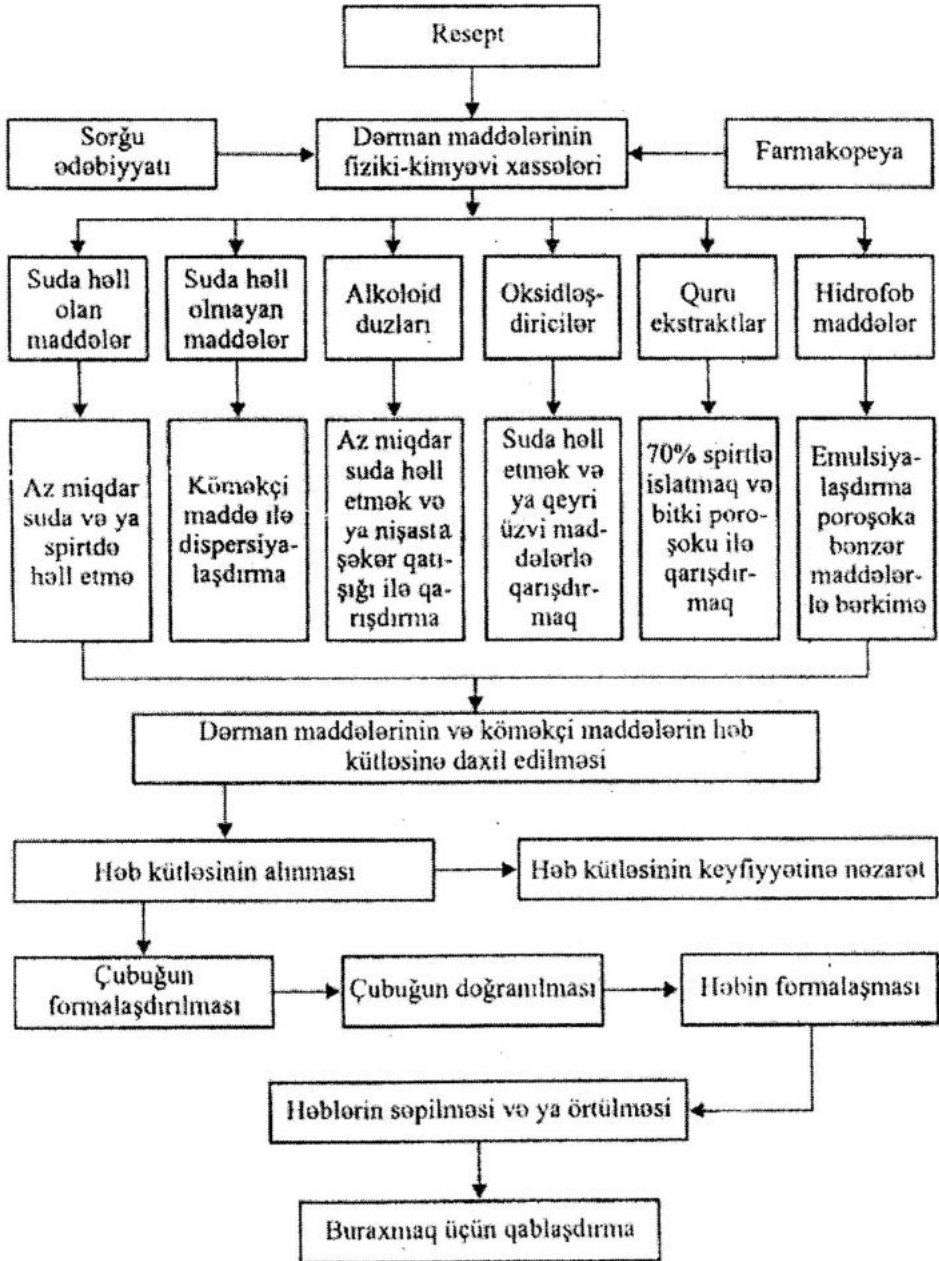 Resept
Sorğu
ədəbiyyatı
Dərman maddələrinin
fiziki-kimyəvi xassələri
Farmakopeya
Suda həll
olan
maddələr
Suda həll
olmayan
maddələr
Alkoloid
duzları
Oksidləş-
diricilər
Quru
ekstraktlar
Hidrofob
maddələr
Az miqdar
suda və ya
spirtdə
həll etmə
Köməkçi
maddə ilə
dispersiya-
laşdırma
Az miqdar
suda həll
etmək və
ya nişasta
şəkər qatı-
şığı ilə qa-
rışdırma
Suda həll
etmək və
ya qeyri
üzvi mad-
dələrlə
qarışdır-
maq
70% spirtlə
islatmaq və
bitki poro-
şoku ilə
qarışdır-
maq
Emulsiya-
laşdırma
poroşoka
bənzər
maddələr-
lə bərkimə
Dərman maddələrinin və köməkçi maddələrin həb
kütləsinə daxil edilməsi
Həb kütləsinin alınması
Həb kütləsinin keyfiyyətinə nəzarət
Çubuğun
formalaşdırılması
Çubuğun doğranılması
Həbin formalaşması
Həblərin səpilməsi və ya örtülməsi
Buraxmaq üçün qablaşdırma